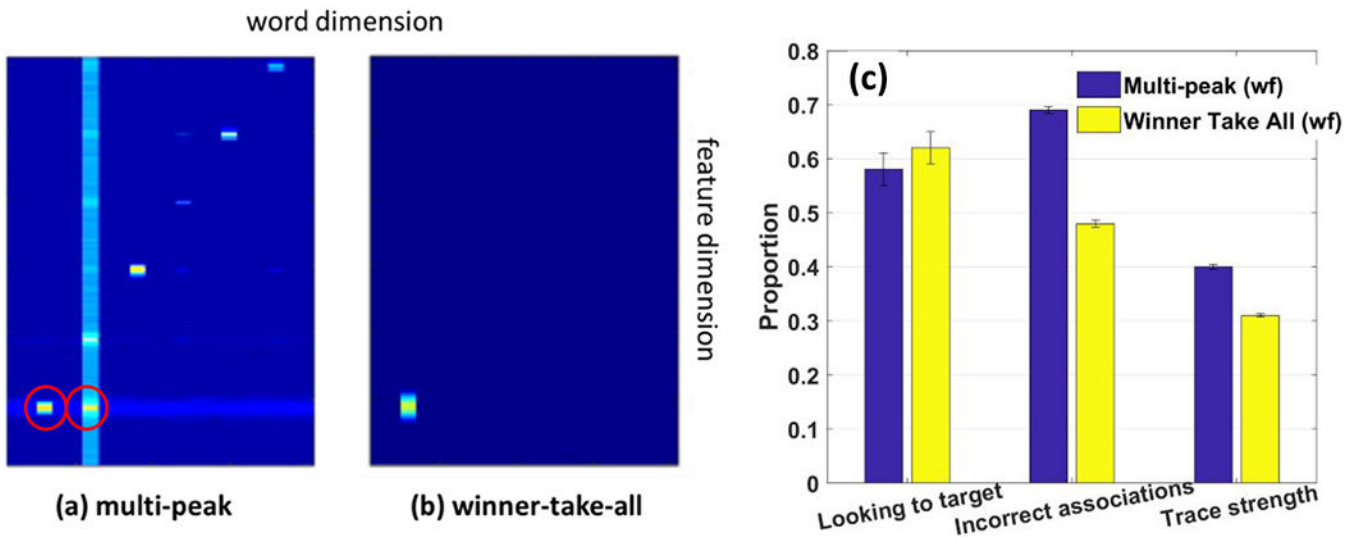 word dimension
feature dimension
(a) multi-peak
(b) winner-take-all
(c)
Multi-peak (wf)
Winner Take All (wf)
Proportion
0.8
0.7
0.6
0.5
0.4
0.3
0.2
0.1
0
Looking to target
Incorrect associations
Trace strength